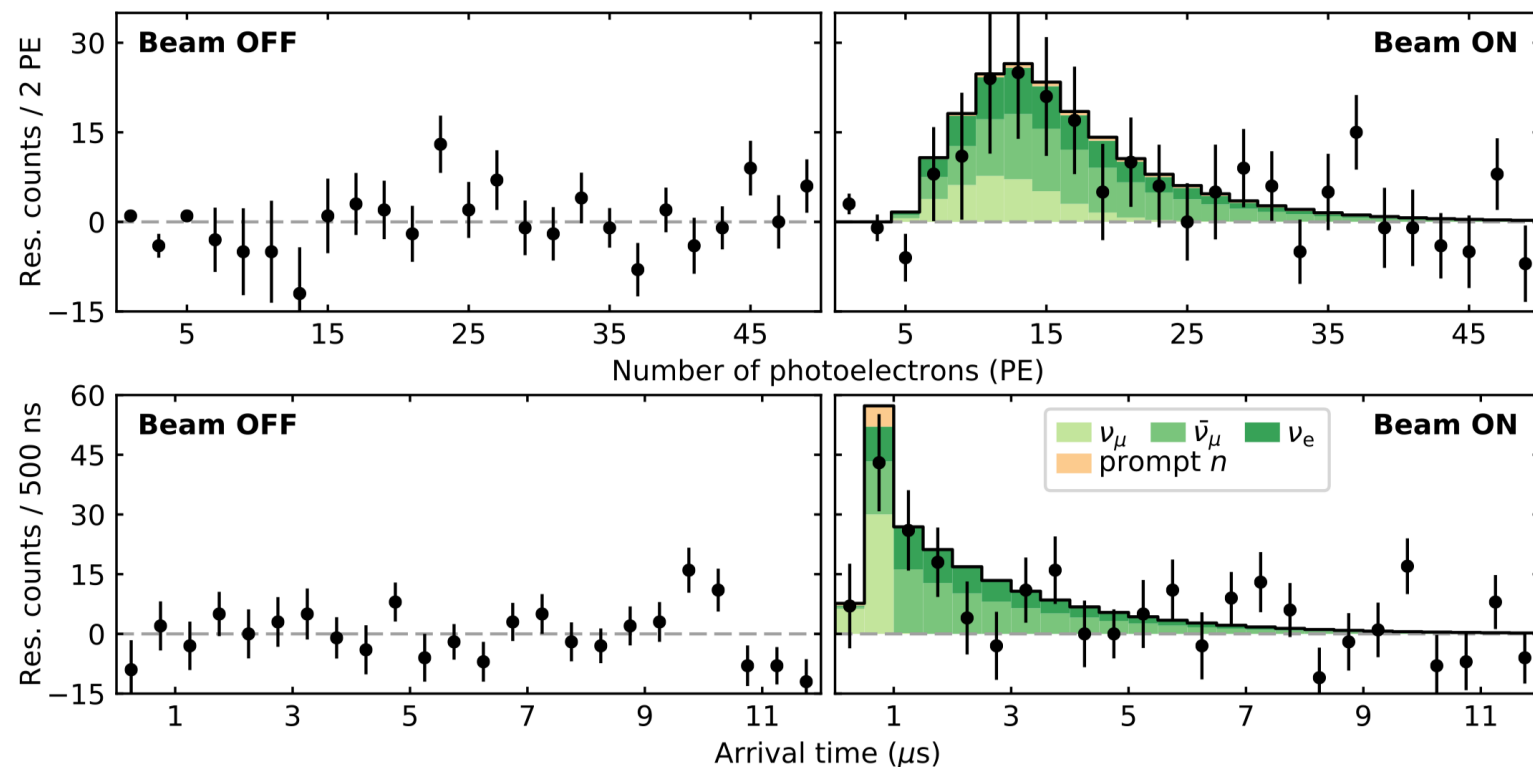 Res. counts / 2 PE
30
15
0
−15
Beam OFF
Beam ON
5 15 25 35 45
5 15 25 35 45
Number of photoelectrons (PE)
Res. counts / 500 ns
60
45
30
15
0
−15
Beam OFF
Beam ON
νμ ν̄μ νe
prompt n
1 3 5 7 9 11
1 3 5 7 9 11
Arrival time (μs)